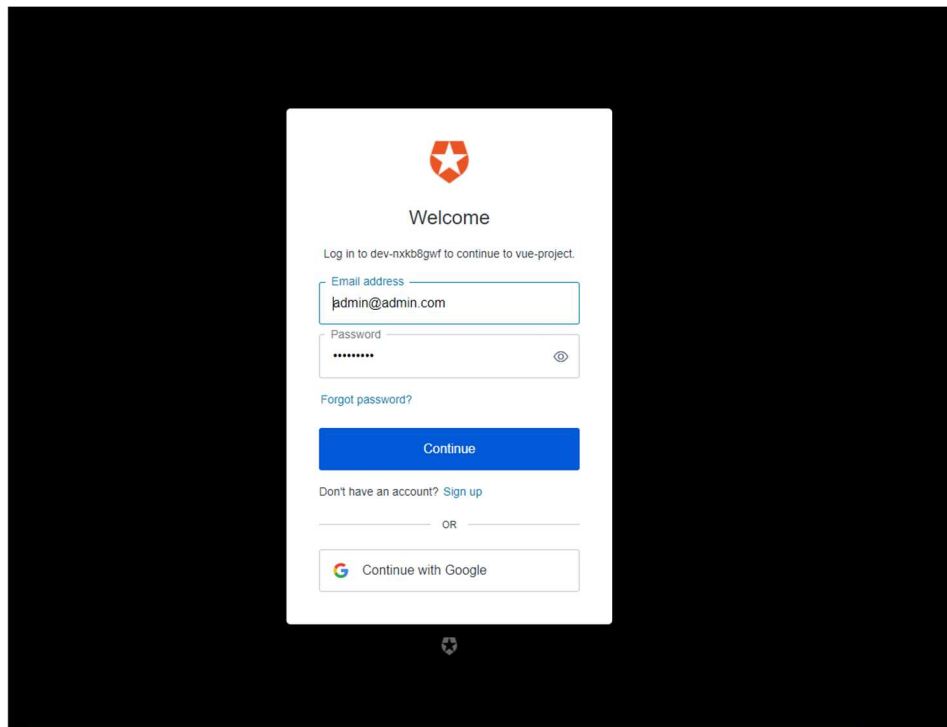 Welcome
Log in to dev-nxkb8gwf to continue to vue-project.
Email address
admin@admin.com
Password
•••••••••
Forgot password?
Continue
Don't have an account? Sign up
OR
Continue with Google